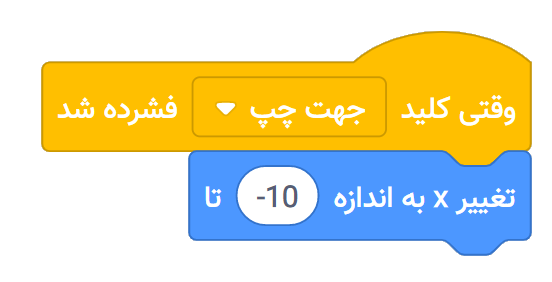 وقتی کلید جهت چپ فشرده شد
تغییر x به اندازه -10 تا